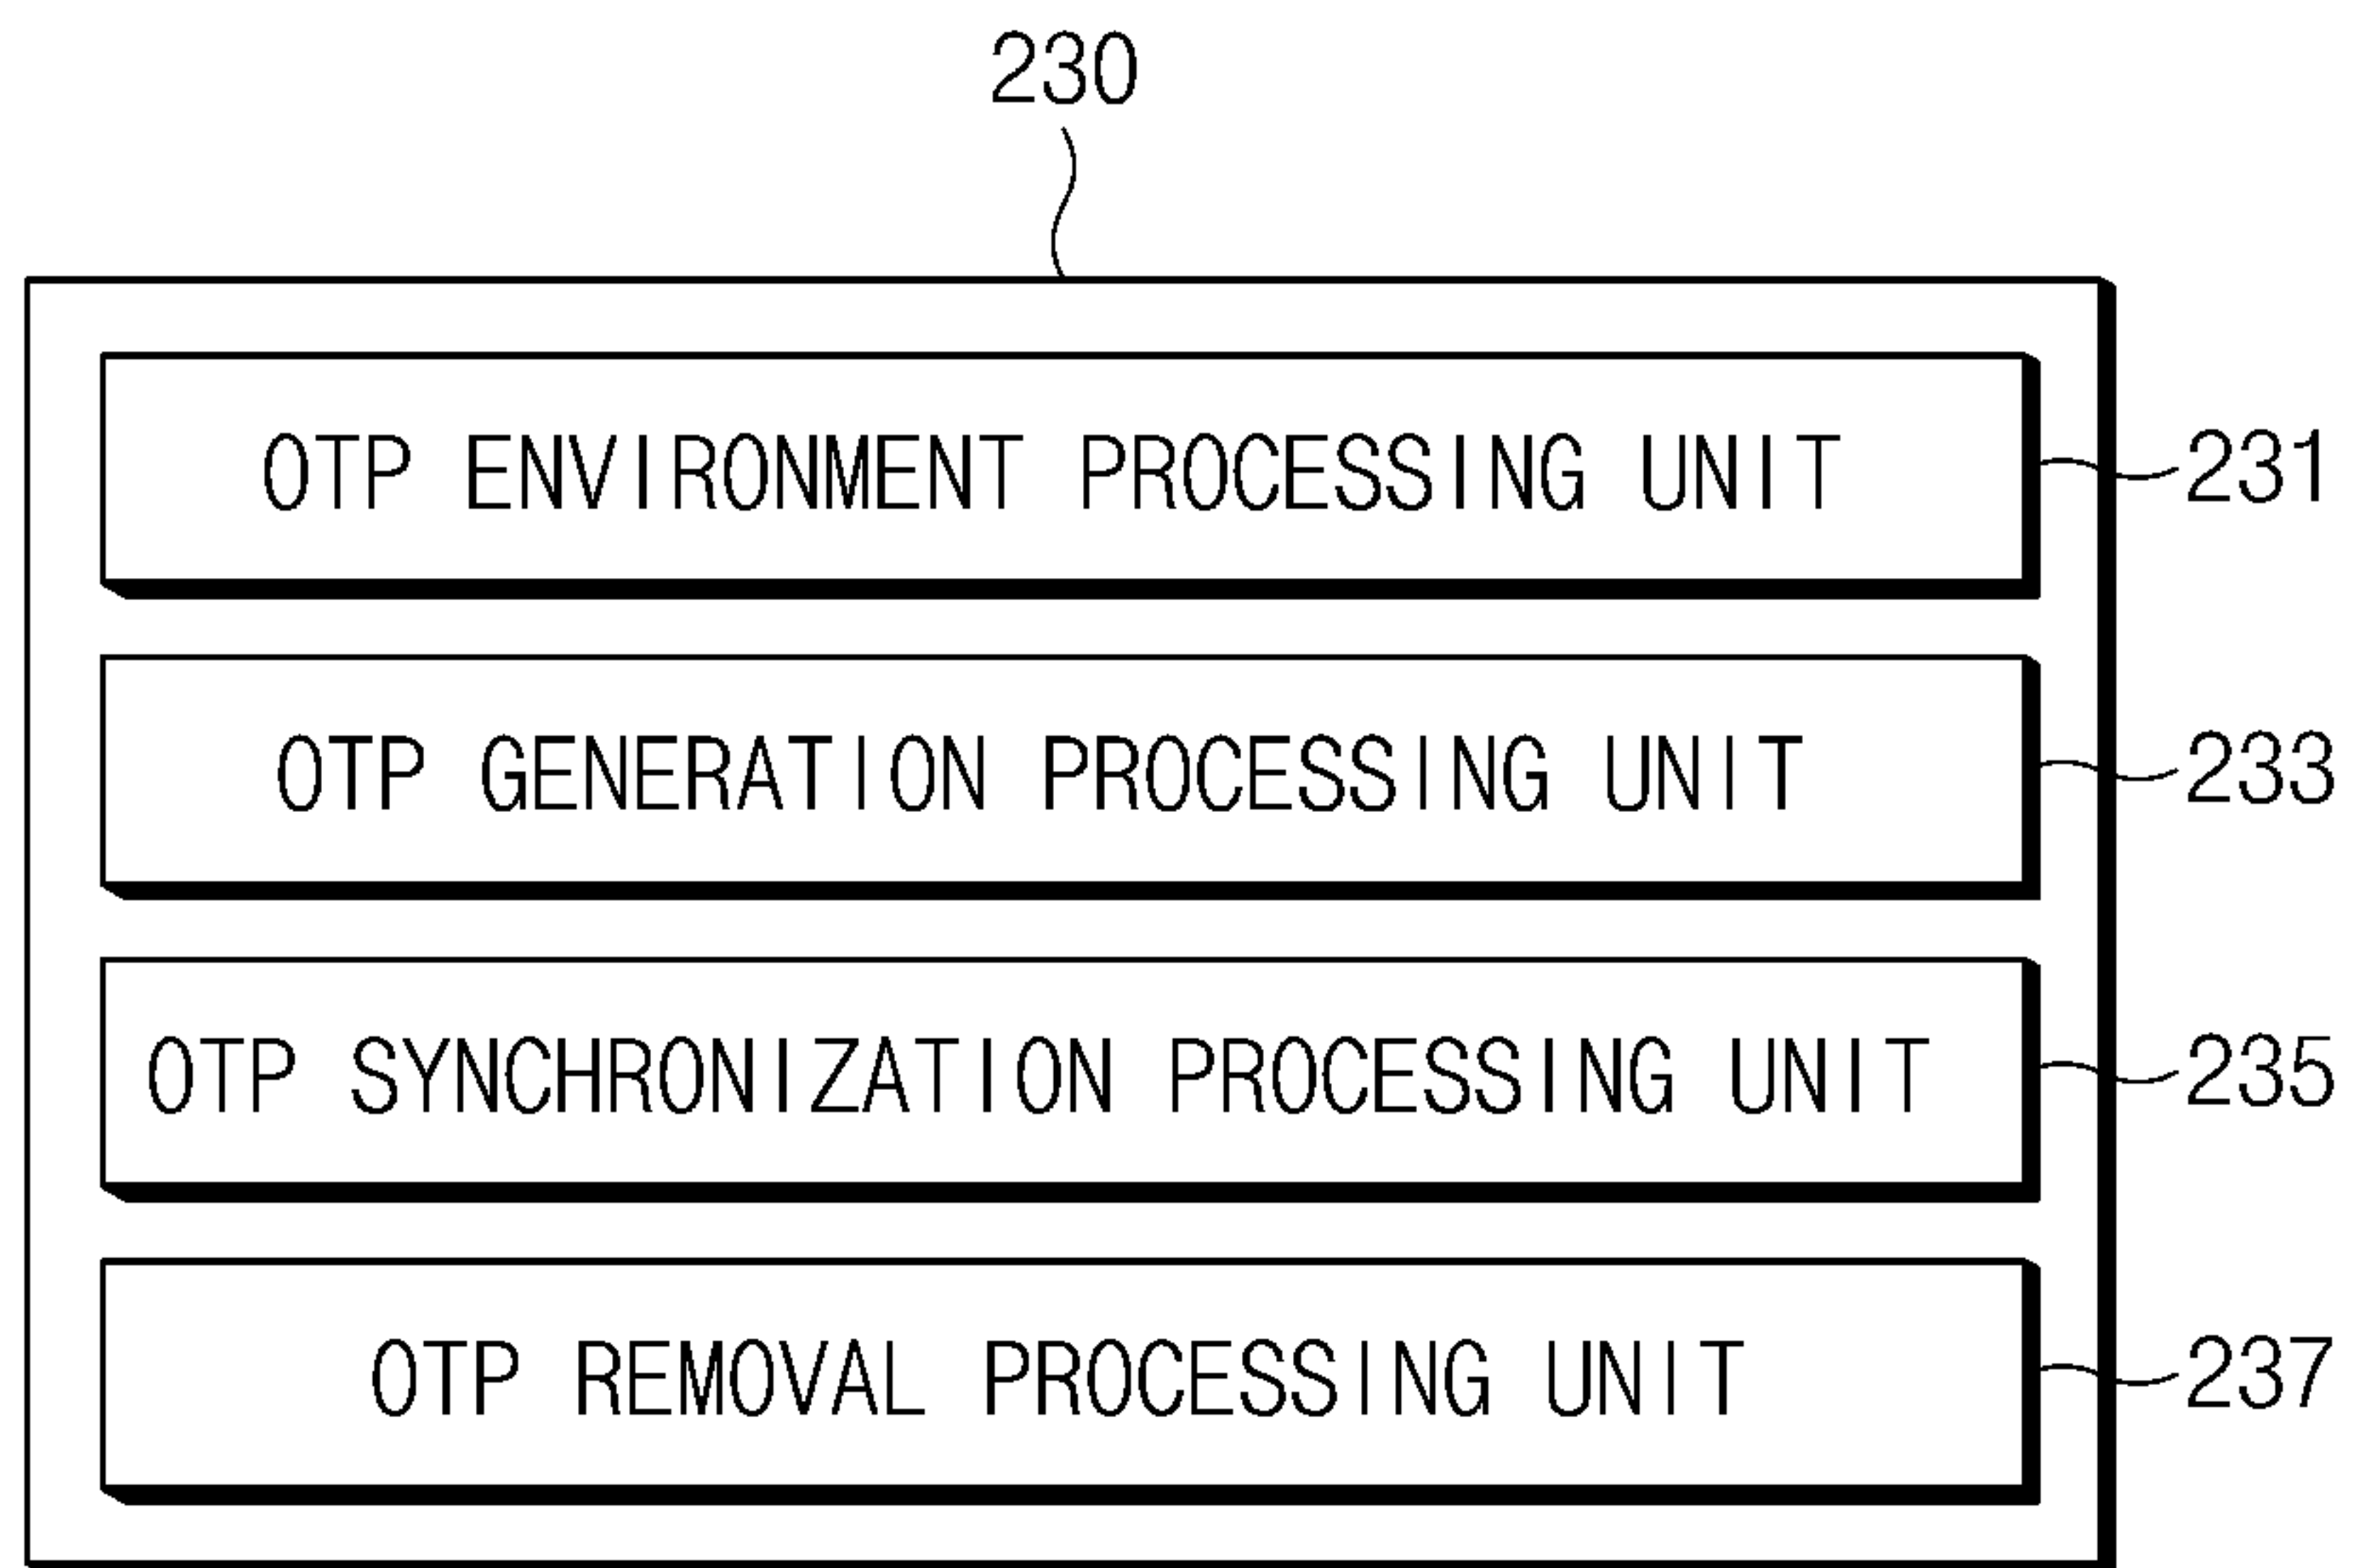 230
OTP ENVIRONMENT PROCESSING UNIT 231
OTP GENERATION PROCESSING UNIT 233
OTP SYNCHRONIZATION PROCESSING UNIT 235
OTP REMOVAL PROCESSING UNIT 237